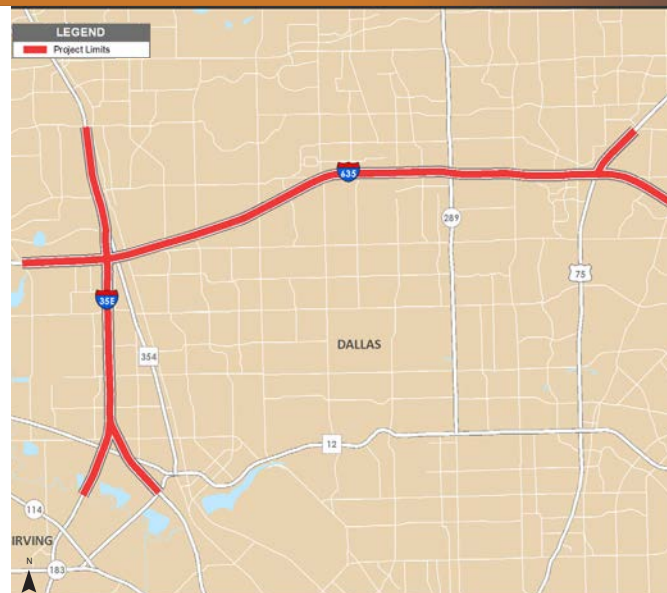 LEGEND
Project Limits
635
289
75
35E
DALLAS
354
12
114
IRVING
N
183